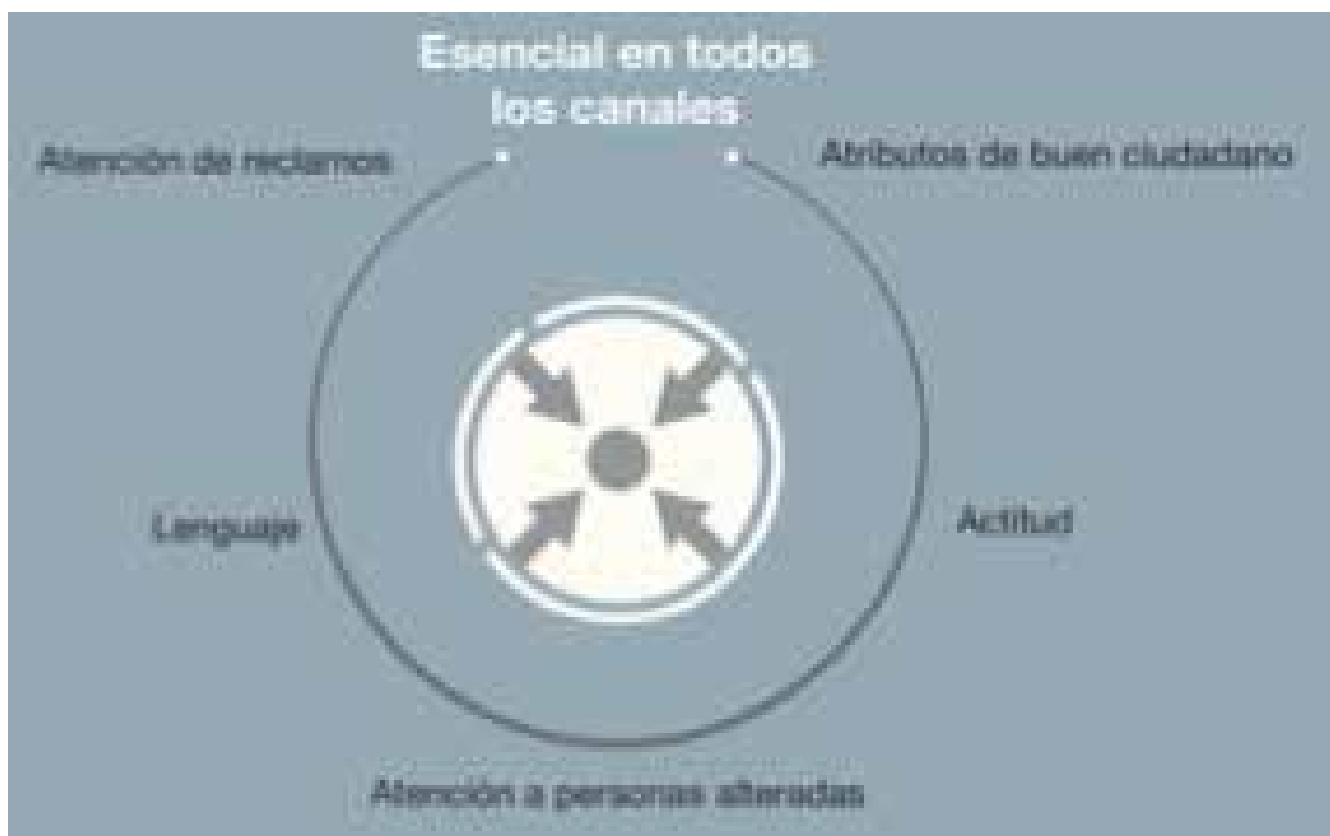 Esencial en todos
los canales
Atención de reclamos
Atributos de buen ciudadano
Lenguaje
Actitud
Atención a personas alteradas